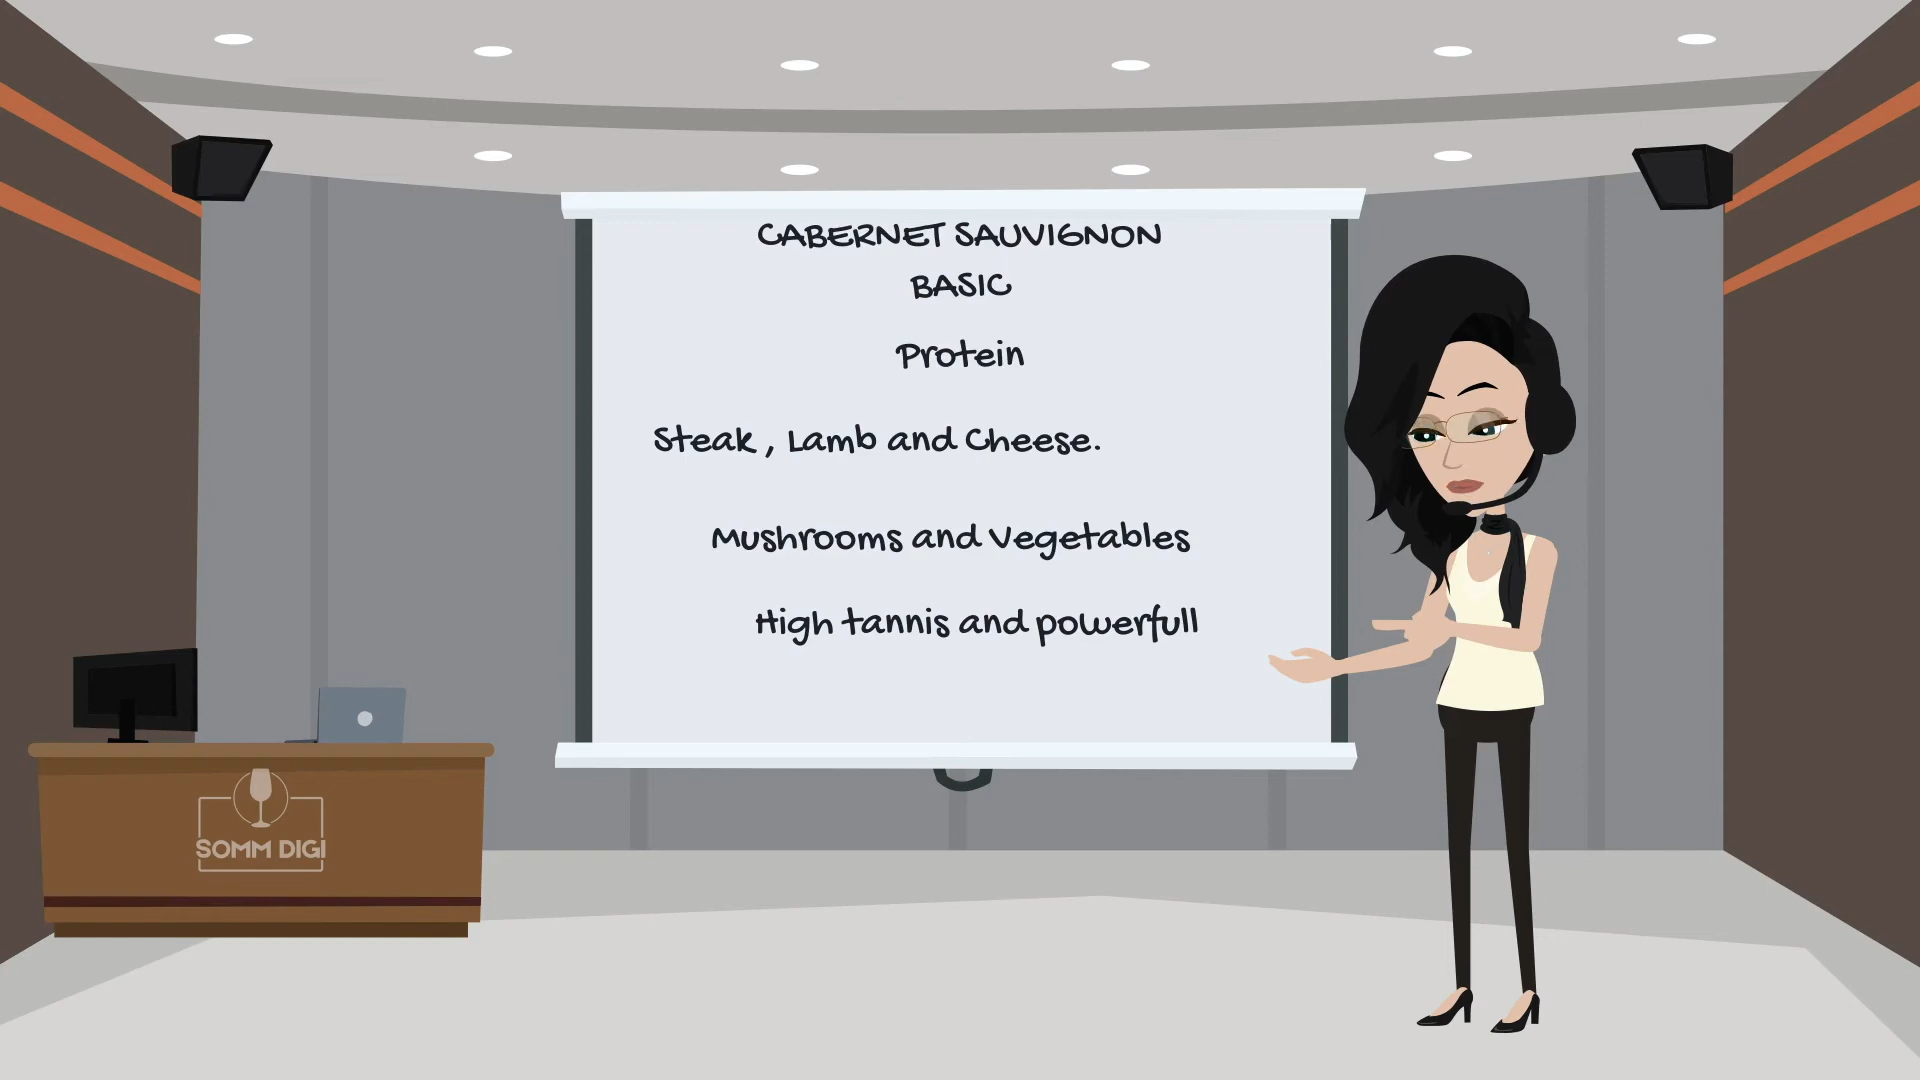 CABERNET SAUVIGNON
BASIC
Protein
Steak , Lamb and Cheese.
Mushrooms and Vegetables
High tannis and powerfull
SOMM DIGI